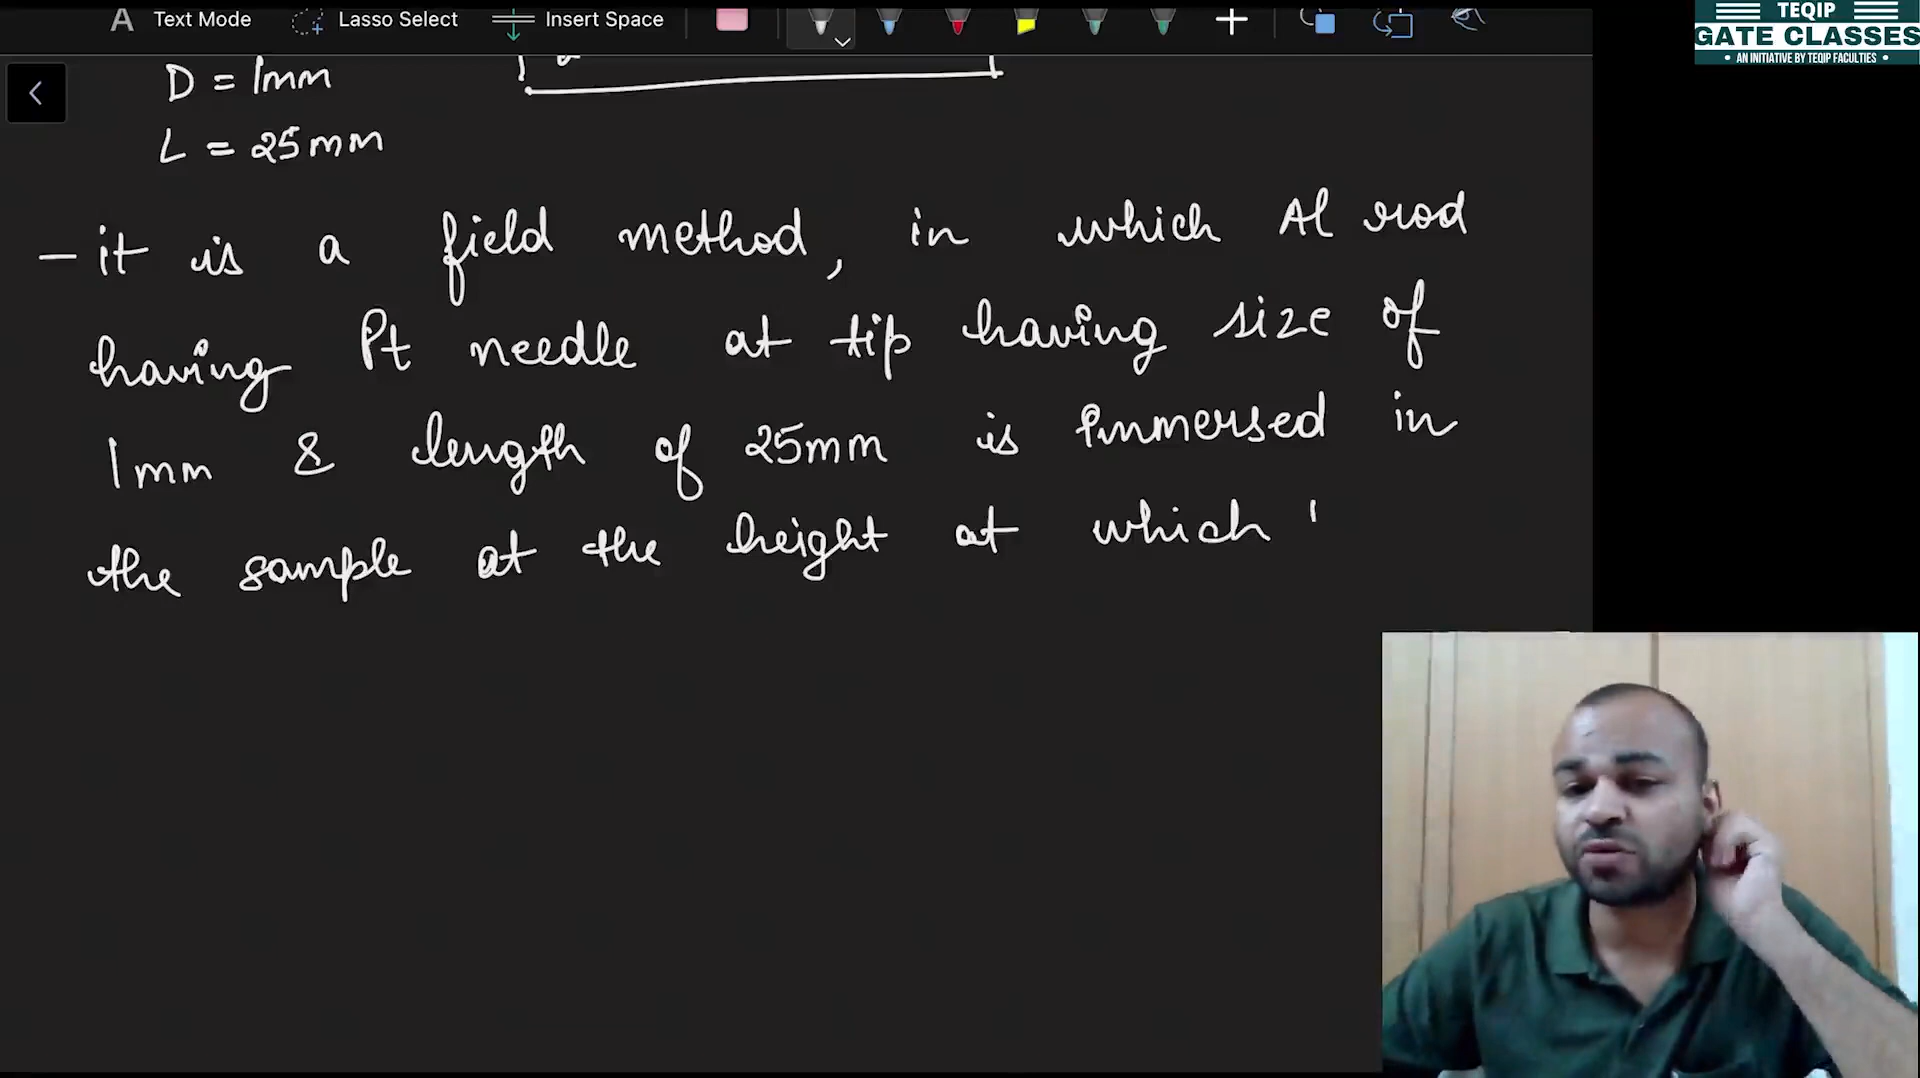 Text Mode Lasso Select Insert Space
TEQIP
GATE CLASSES
• AN INITIATIVE BY TEQIP FACULTIES •
D = 1mm
L = 25mm
- it is a field method, in which Al rod
having Pt needle at tip having size of
1mm & length of 25mm is immersed in
the sample at the height at which '